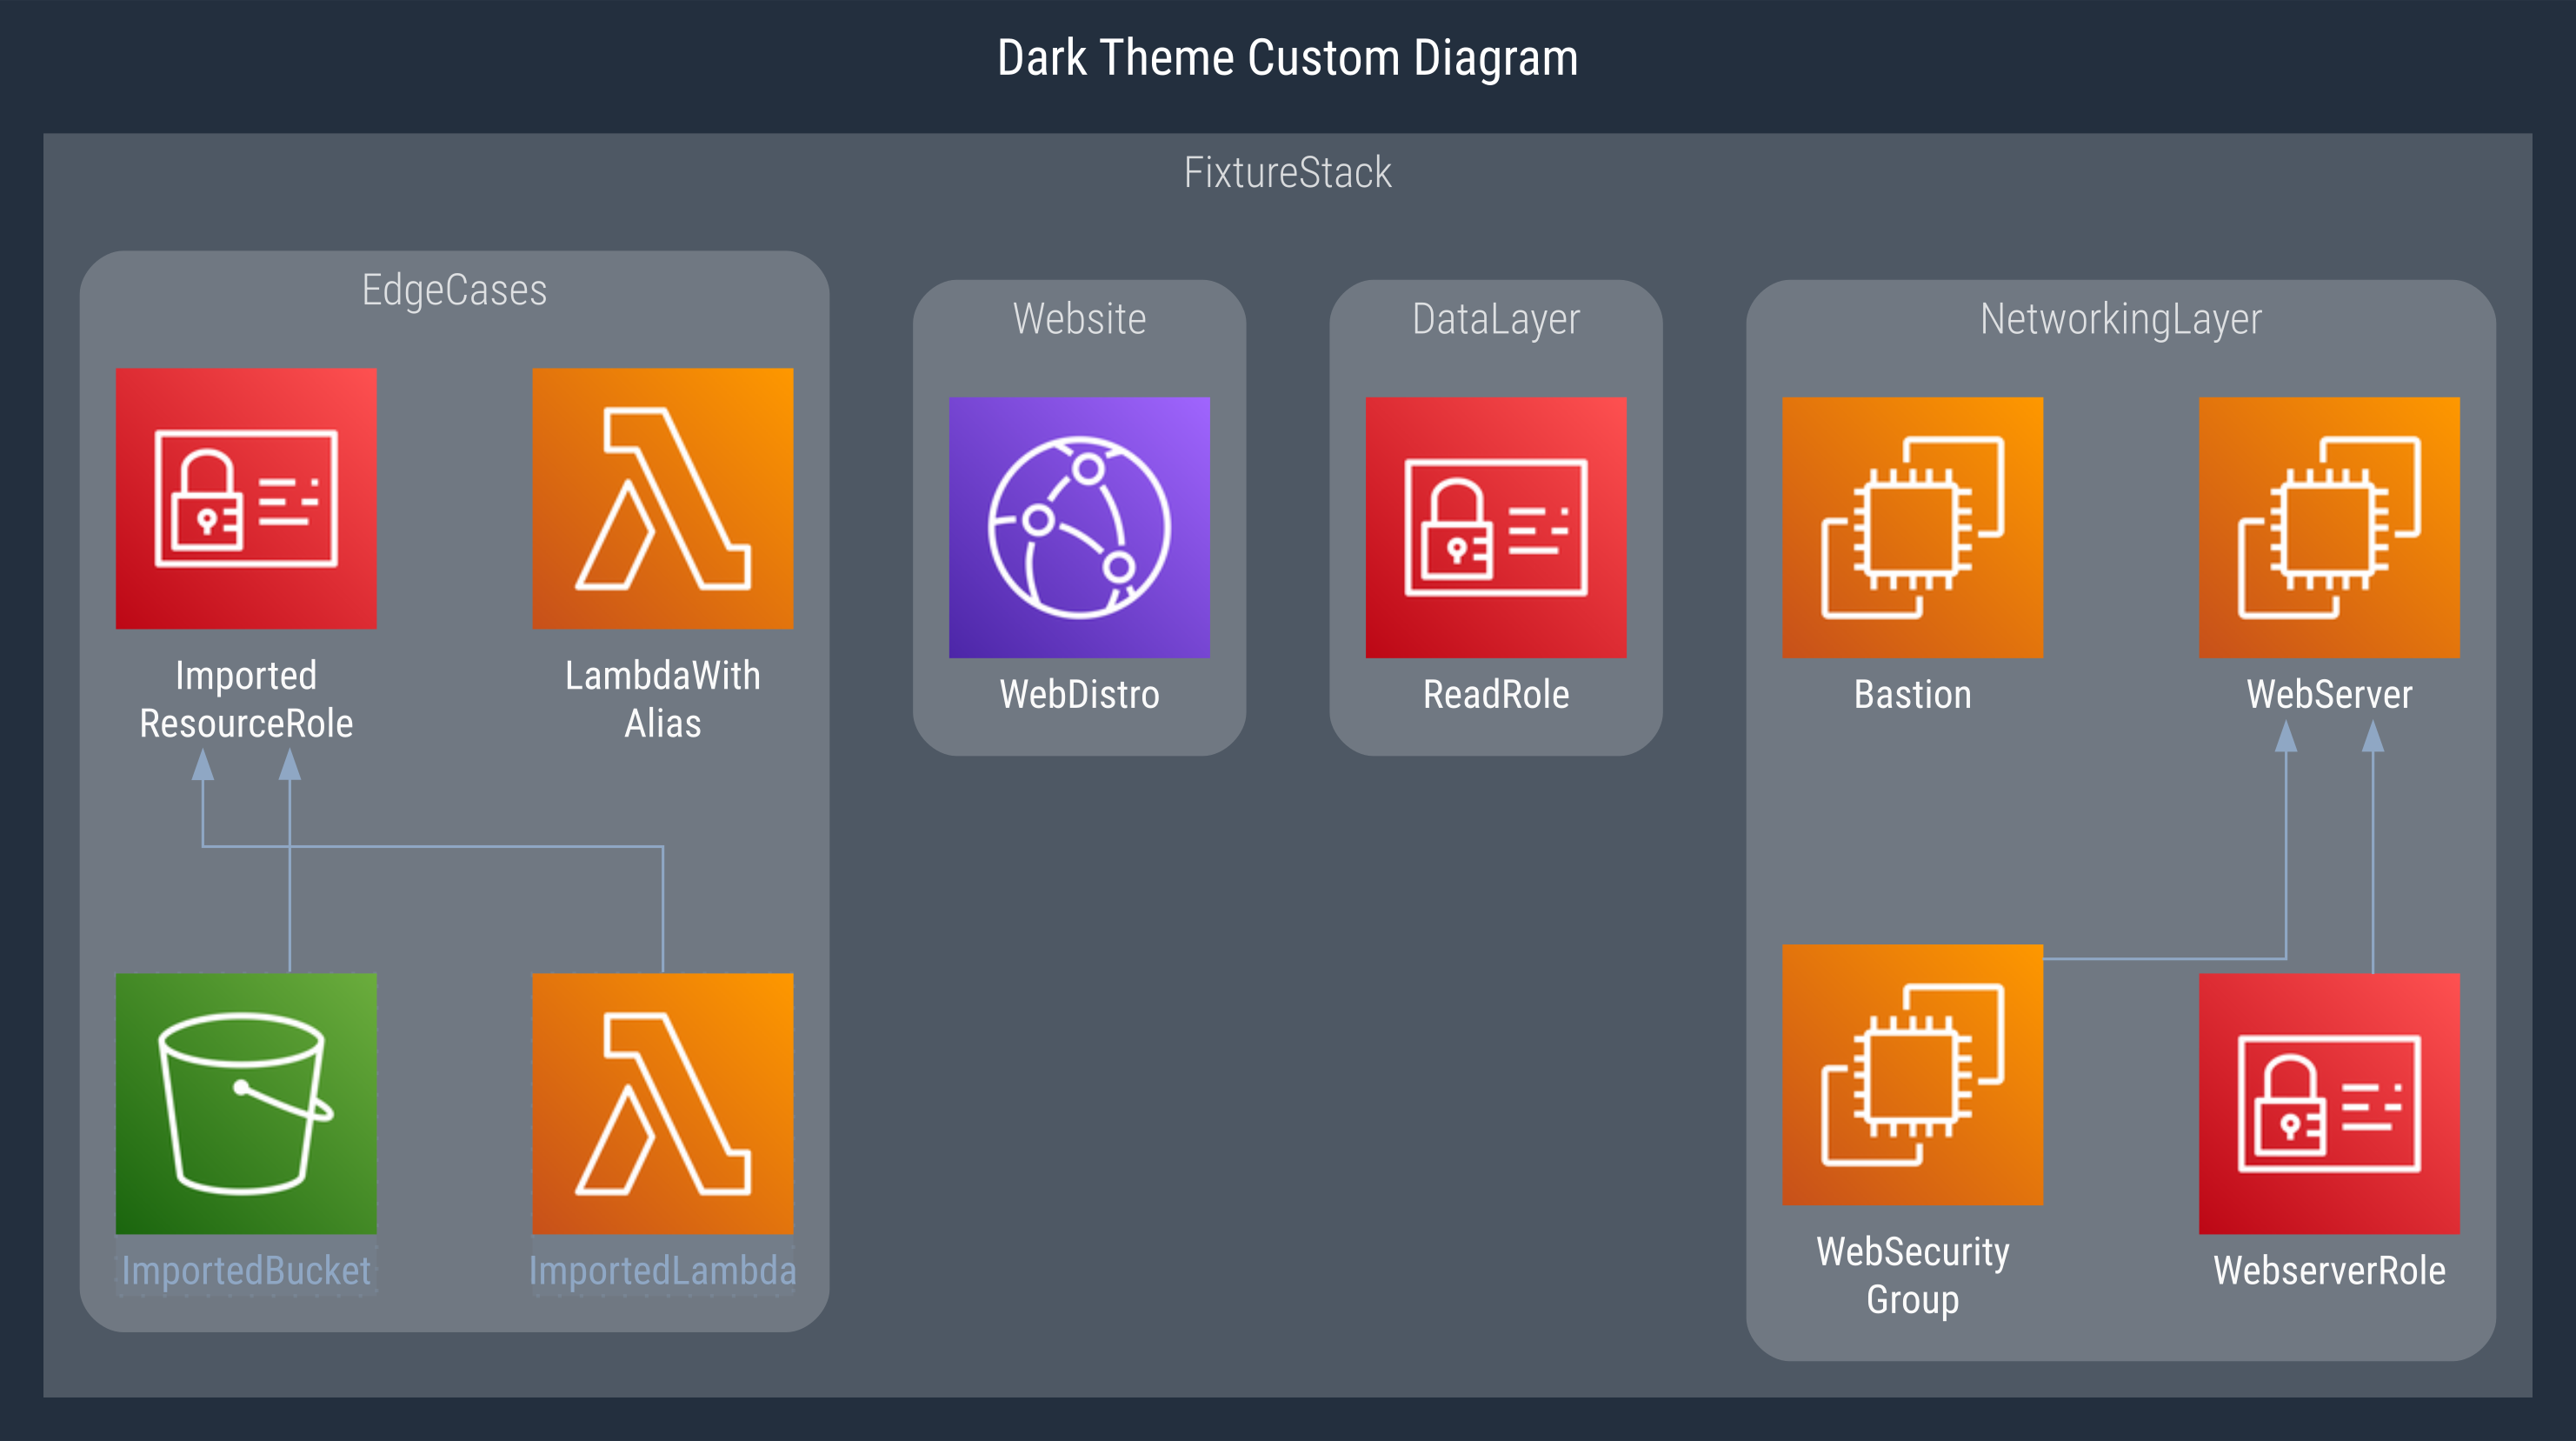 Dark Theme Custom Diagram
FixtureStack
EdgeCases
Imported
ResourceRole
LambdaWith
Alias
ImportedBucket
ImportedLambda
Website
WebDistro
DataLayer
ReadRole
NetworkingLayer
Bastion
WebServer
WebSecurity
Group
WebserverRole